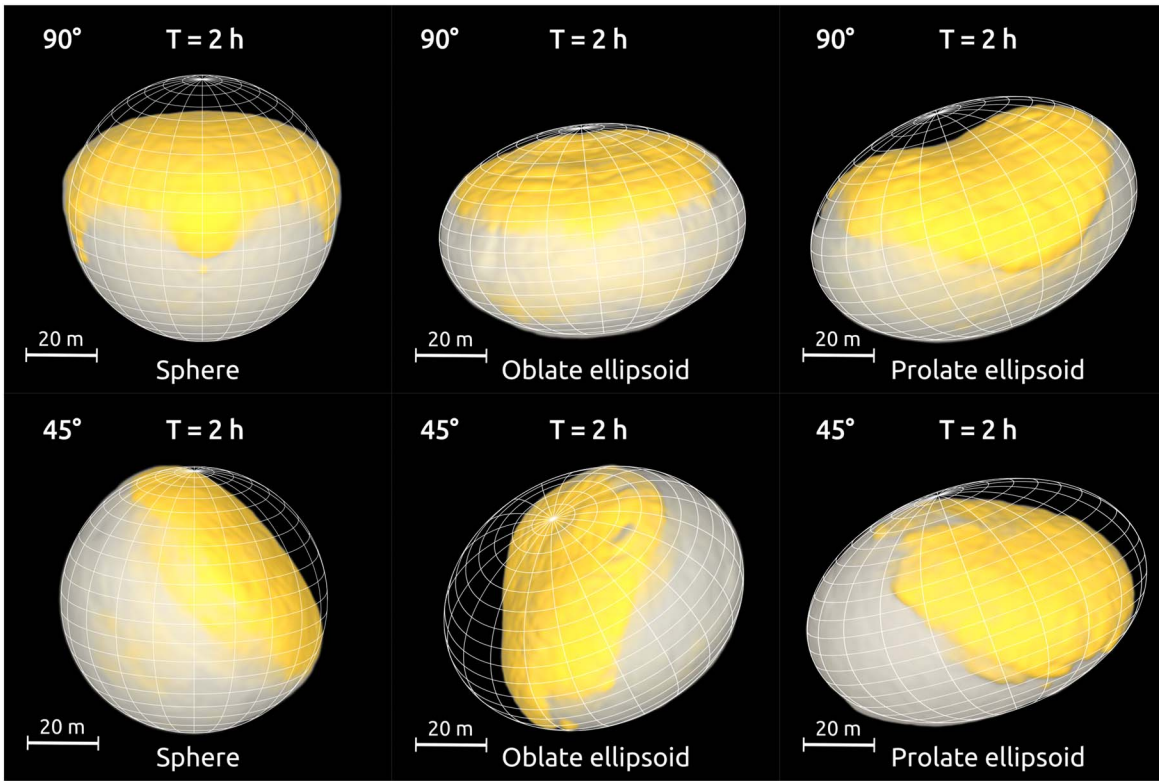 90° T = 2 h
20 m
Sphere
90° T = 2 h
20 m
Oblate ellipsoid
90° T = 2 h
20 m
Prolate ellipsoid
45° T = 2 h
20 m
Sphere
45° T = 2 h
20 m
Oblate ellipsoid
45° T = 2 h
20 m
Prolate ellipsoid